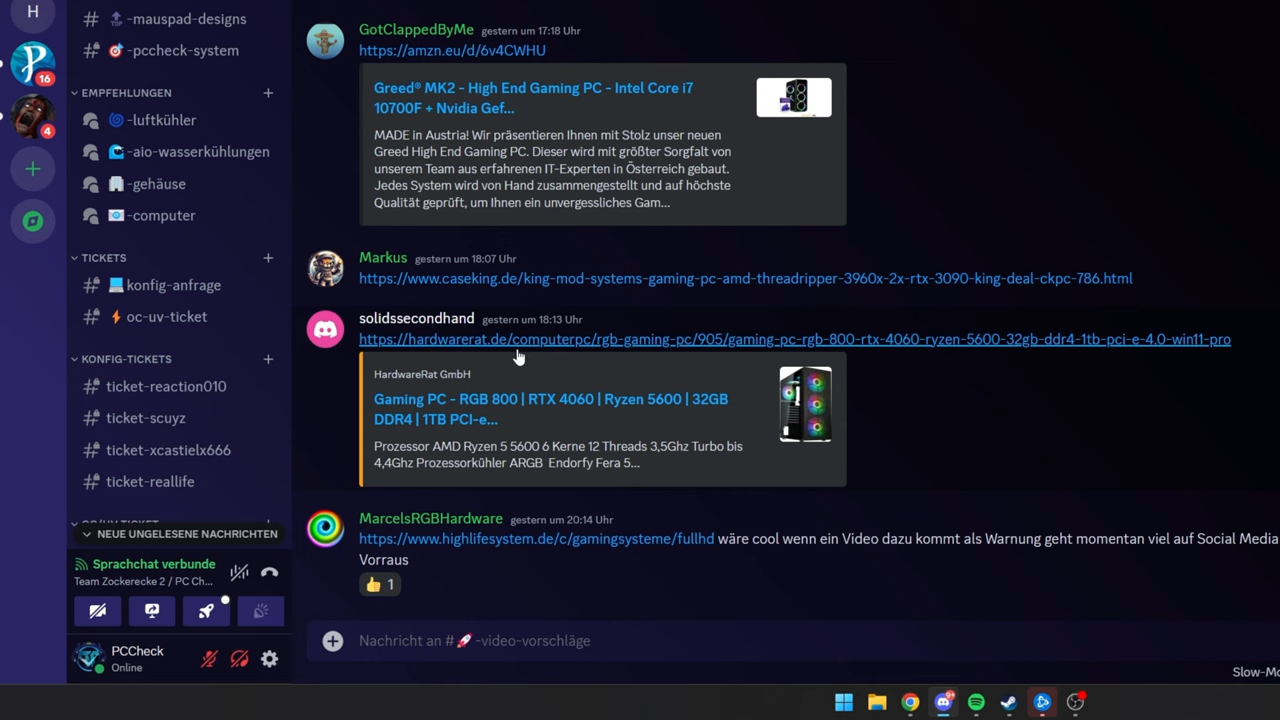 H
-mauspad-designs
-pccheck-system
16
EMPFEHLUNGEN
4
-luftkühler
-aio-wasserkühlungen
-gehäuse
-computer
TICKETS
konfig-anfrage
oc-uv-ticket
KONFIG-TICKETS
ticket-reaction010
ticket-scuyz
ticket-xcastielx666
ticket-reallife
NEUE UNGELESENE NACHRICHTEN
Sprachchat verbunde
Team Zockerecke 2 / PC Ch...
PCCheck
Online
GotClappedByMe gestern um 17:18 Uhr
https://amzn.eu/d/6v4CWHU
Greed® MK2 - High End Gaming PC - Intel Core i7
10700F + Nvidia Gef...
MADE in Austria! Wir präsentieren Ihnen mit Stolz unser neuen
Greed High End Gaming PC. Dieser wird mit größter Sorgfalt von
unserem Team aus erfahrenen IT-Experten in Österreich gebaut.
Jedes System wird von Hand zusammengestellt und auf höchste
Qualität geprüft, um Ihnen ein unvergessliches Gam...
Markus gestern um 18:07 Uhr
https://www.caseking.de/king-mod-systems-gaming-pc-amd-threadripper-3960x-2x-rtx-3090-king-deal-ckpc-786.html
solidssecondhand gestern um 18:13 Uhr
https://hardwarerat.de/computerpc/rgb-gaming-pc/905/gaming-pc-rgb-800-rtx-4060-ryzen-5600-32gb-ddr4-1tb-pci-e-4.0-win11-pro
HardwareRat GmbH
Gaming PC - RGB 800 | RTX 4060 | Ryzen 5600 | 32GB
DDR4 | 1TB PCI-e...
Prozessor AMD Ryzen 5 5600 6 Kerne 12 Threads 3,5Ghz Turbo bis
4,4Ghz Prozessorkühler ARGB Endorfy Fera 5...
MarcelsRGBHardware gestern um 20:14 Uhr
https://www.highlifesystem.de/c/gamingsysteme/fullhd wäre cool wenn ein Video dazu kommt als Warnung geht momentan viel auf Social Media
Vorraus
👍 1
Nachricht an #🚀 -video-vorschläge
Slow-Mo